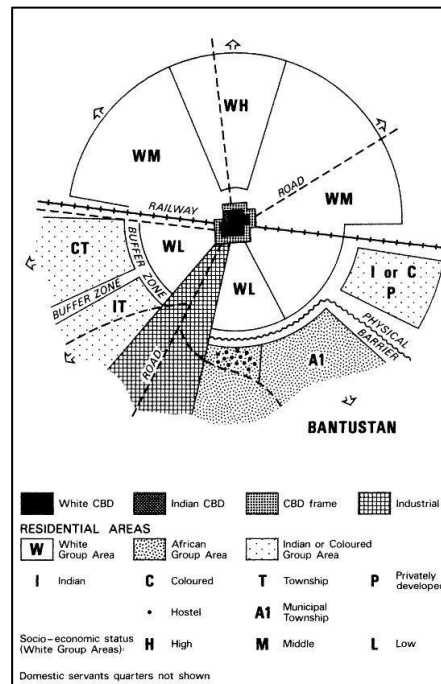 WH
WM
WM
ROAD
RAILWAY
CT
BUFFER ZONE
WL
WL
I or C
P
BUFFER ZONE
IT
ROAD
PHYSICAL BARRIER
A1
BANTUSTAN
White CBD Indian CBD CBD frame Industrial
RESIDENTIAL AREAS
W White Group Area African Group Area Indian or Coloured Group Area
I Indian C Coloured T Township P Privately develope
• Hostel A1 Municipal Township
Socio-economic status
(White Group Areas): H High M Middle L Low
Domestic servants quarters not shown